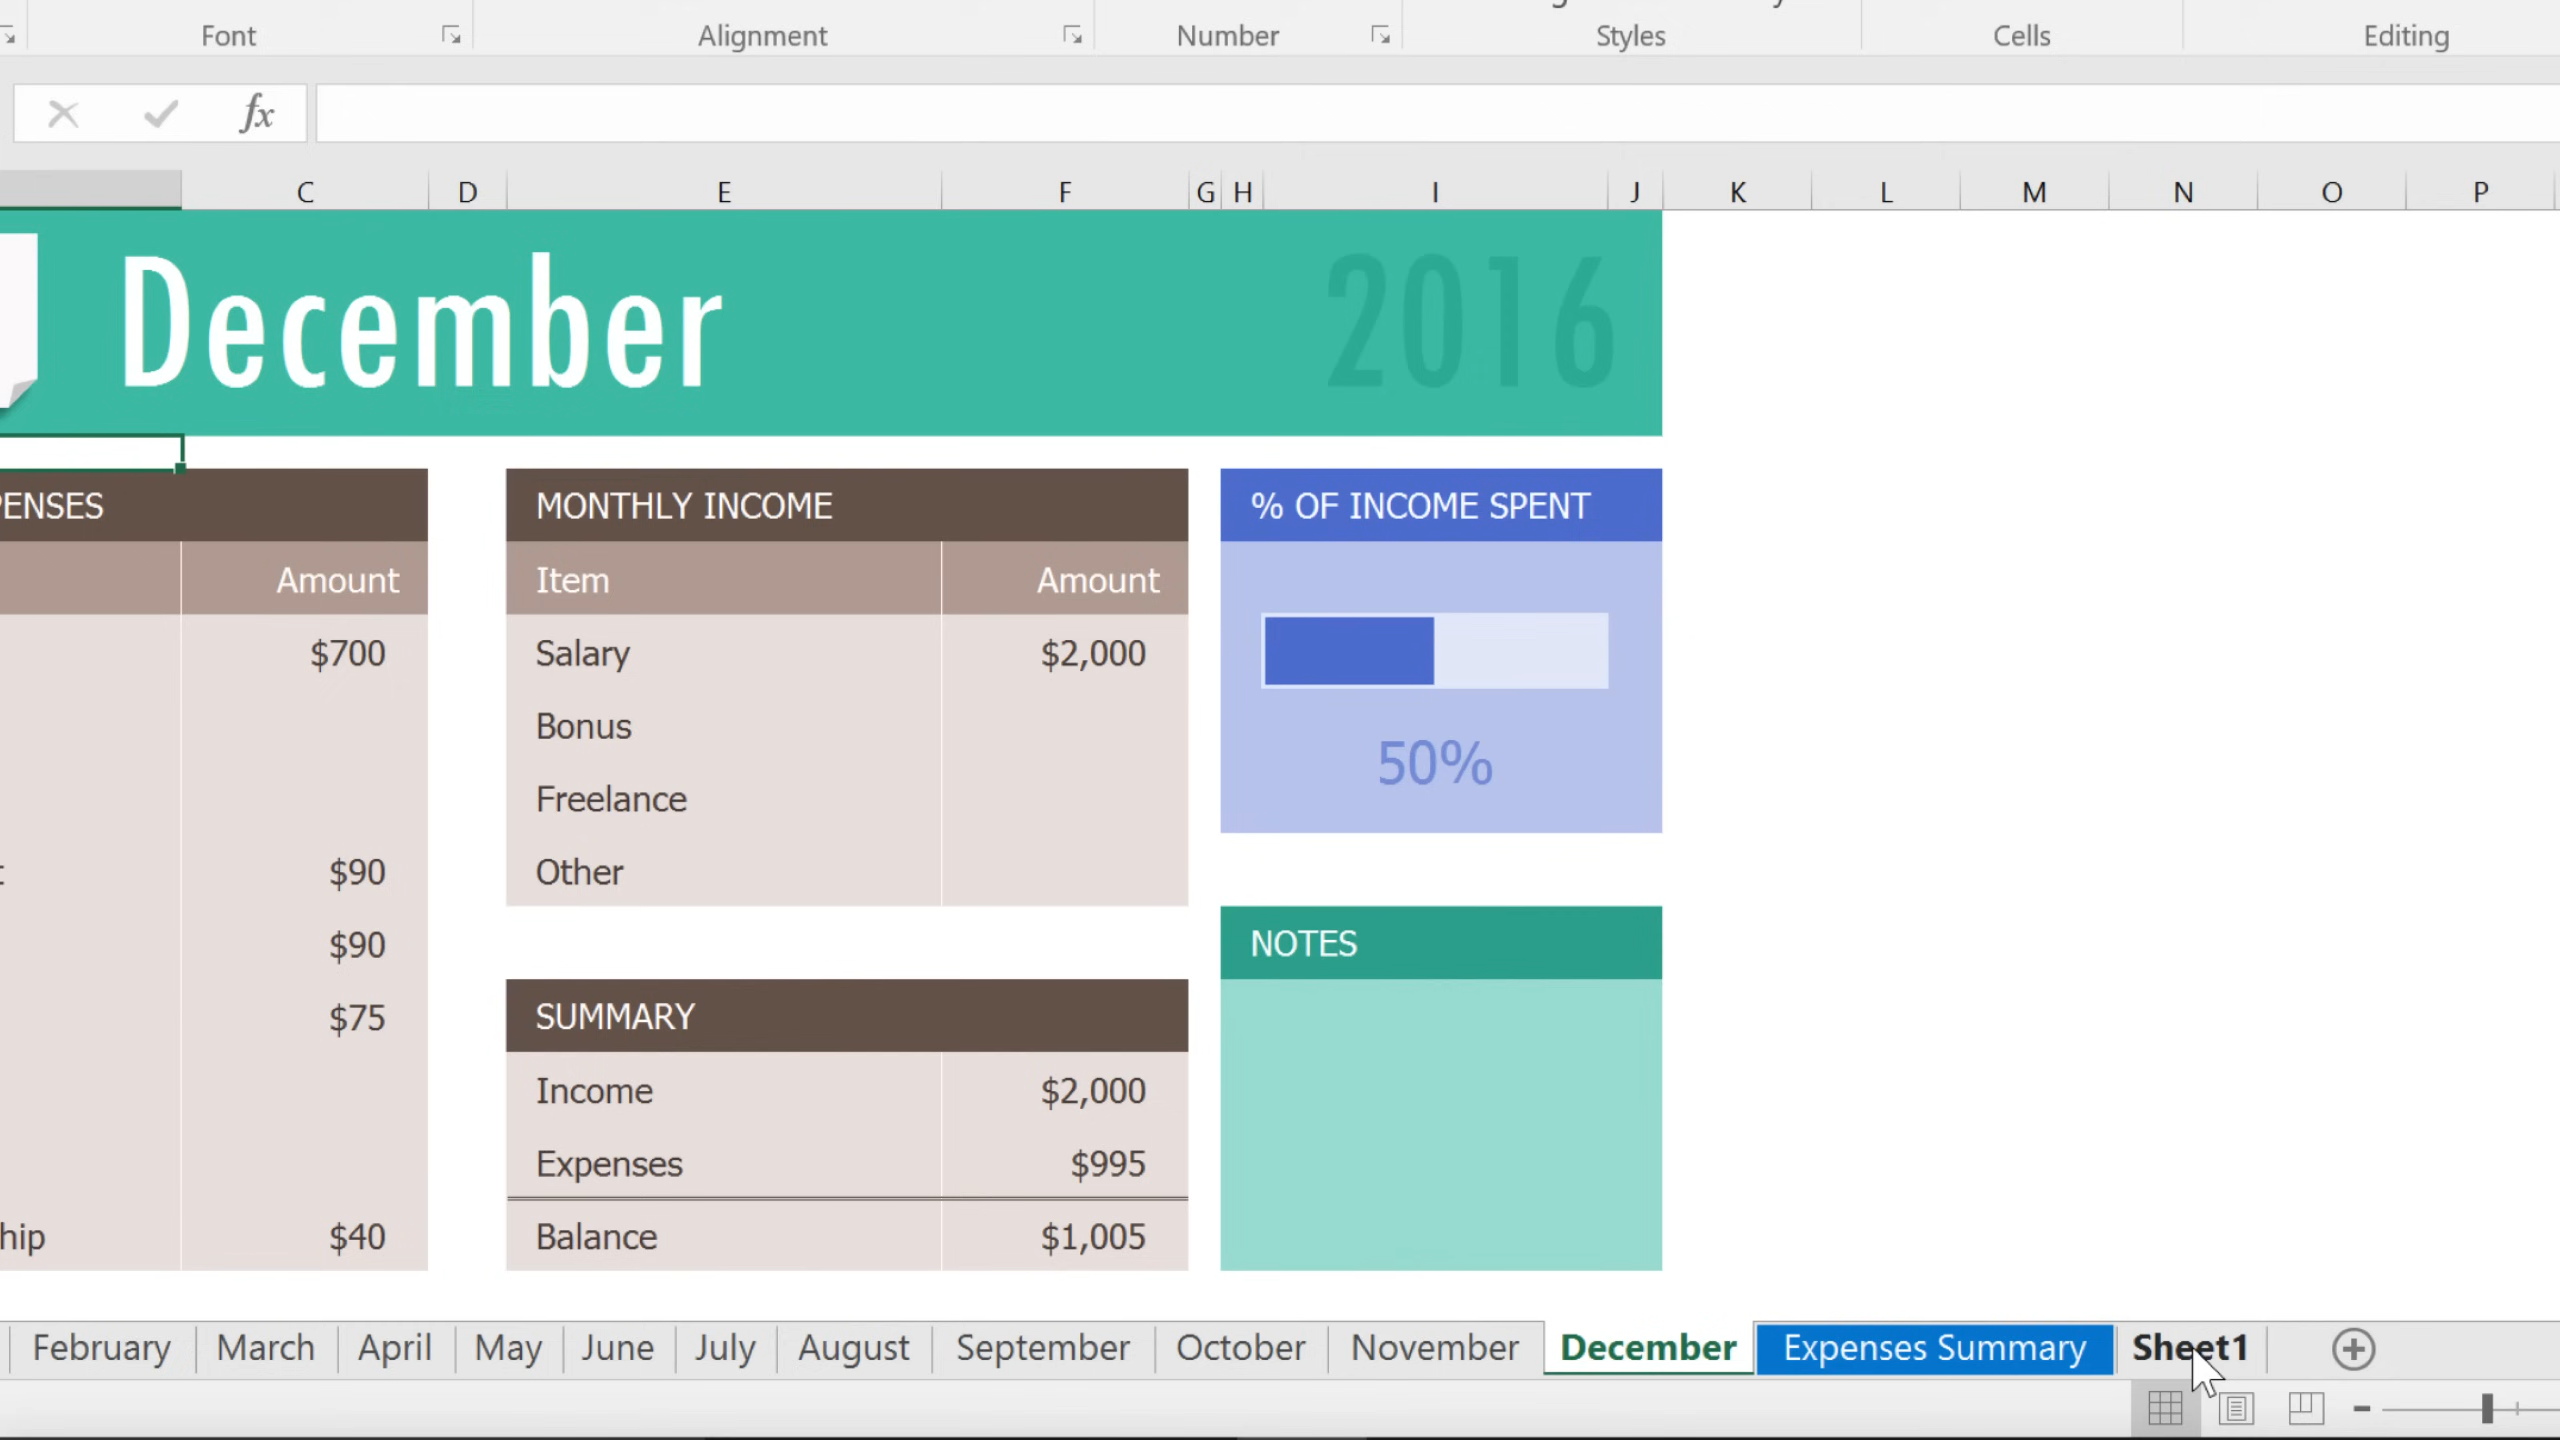 Font Alignment Number Styles Cells Editing
fx
C D E F G H I J K L M N O P
December 2016
PENSES MONTHLY INCOME % OF INCOME SPENT
Amount Item Amount
$700 Salary $2,000
Bonus
50%
Freelance
$90 Other
$90 NOTES
$75 SUMMARY
Income $2,000
Expenses $995
hip $40 Balance $1,005
February March April May June July August September October November December Expenses Summary Sheet1